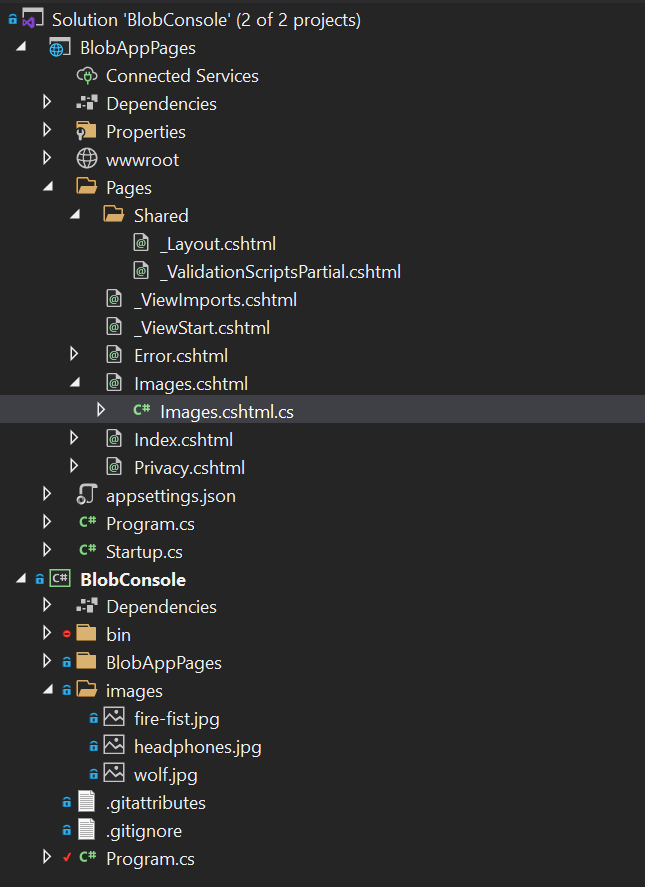 Solution 'BlobConsole' (2 of 2 projects)
BlobAppPages
Connected Services
Dependencies
Properties
wwwroot
Pages
Shared
@ _Layout.cshtml
@ _ValidationScriptsPartial.cshtml
@ _ViewImports.cshtml
@ _ViewStart.cshtml
@ Error.cshtml
@ Images.cshtml
C# Images.cshtml.cs
@ Index.cshtml
@ Privacy.cshtml
appsettings.json
C# Program.cs
C# Startup.cs
C# BlobConsole
Dependencies
bin
BlobAppPages
images
fire-fist.jpg
headphones.jpg
wolf.jpg
.gitattributes
.gitignore
C# Program.cs